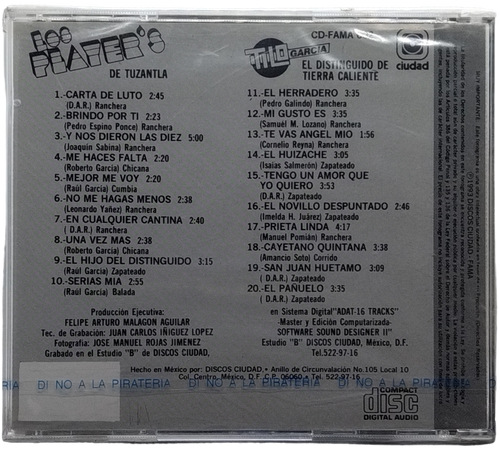 LOS PLAYER'S
DE TUZANTLA
1.-CARTA DE LUTO 2:45
(D.A.R.) Ranchera
2.-BRINDO POR TI 2:23
(Pedro Espino Ponce) Ranchera
3.-Y NOS DIERON LAS DIEZ 5:00
(Joaquin Sabina) Ranchera
4.-ME HACES FALTA 2:20
(Roberto García) Chicana
5.-MEJOR ME VOY 2:20
(Raúl García) Cumbia
6.-NO ME HAGAS MENOS 2:38
(Leonardo Yañez) Ranchera
7.-EN CUALQUIER CANTINA 2:40
(D.A.R.) Ranchera
8.-UNA VEZ MAS 2:38
(Roberto García) Chicana
9.-EL HIJO DEL DISTINGUIDO 3:15
(Raúl García) Zapateado
10.-SERIAS MIA 2:55
(Raúl García) Balada
Producción Ejecutiva:
FELIPE ARTURO MALAGON AGUILAR
Tec. de Grabación: JUAN CARLOS IÑIGUEZ LOPEZ
Fotografía: JOSE MANUEL ROJAS JIMENEZ
Grabado en el Estudio "B" de DISCOS CIUDAD,
CD-FAMA
TILO GARCIA
ciudad
EL DISTINGUIDO DE
TIERRA CALIENTE
11.-EL HERRADERO 3:35
(Pedro Galindo) Ranchera
12.-MI GUSTO ES 3:35
(Samuel M. Lozano) Ranchera
13.-TE VAS ANGEL MIO 1:56
(Cornelio Reyna) Ranchera
14.-EL HUIZACHE 3:05
(Isaías Salmerón) Zapateado
15.-TENGO UN AMOR QUE
YO QUIERO 3:53
(D.A.R.) Zapateado
16.-EL NOVILLO DESPUNTADO 2:46
(Imelda H. Juárez) Zapateado
17.-PRIETA LINDA 4:17
(Manuel Pomián) Ranchera
18.-CAYETANO QUINTANA 3:38
(Amancio Soto) Corrido
19.-SAN JUAN HUETAMO 3:09
(D.A.R.) Zapateado
20.-EL PAÑUELO 3:35
(D.A.R.) Zapateado
en Sistema Digital "ADAT-16 TRACKS"
-Master y Edición Computarizada-
SOFTWARE SOUND DESIGNER II"
Estudio "B" DISCOS CIUDAD, México, D.F.
Tel.522-97-16
Hecho en México por: DISCOS CIUDAD, Anillo de Circunvalación No.105 Local 10
Col. Centro, México, D.F. C.P. 06060 Tel. 522-97-16
DI NO A LA PIRATERIA DI NO A LA PIRATERIA DI NO A LA PIRATERIA
COMPACT
disc
DIGITAL AUDIO
℗1993 DISCOS CIUDAD - FAMA